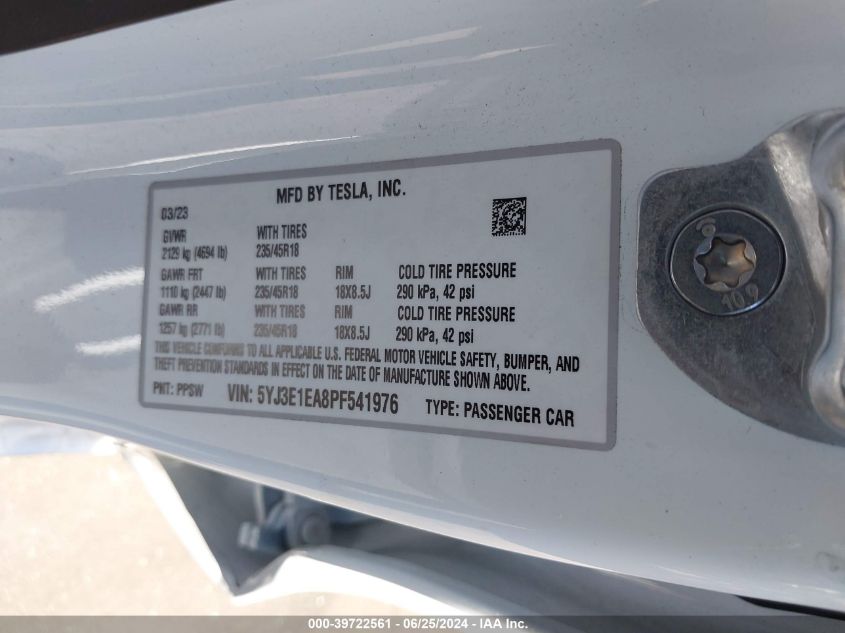 MFD BY TESLA, INC.
03/23
GVWR WITH TIRES
2129 kg (4694 lb) 235/45R18
GAWR FRT WITH TIRES RIM COLD TIRE PRESSURE
1110 kg (2447 lb) 235/45R18 18X8.5J 290 kPa, 42 psi
GAWR RR WITH TIRES RIM COLD TIRE PRESSURE
1257 kg (2771 lb) 235/45R18 18X8.5J 290 kPa, 42 psi
THIS VEHICLE CONFORMS TO ALL APPLICABLE U.S. FEDERAL MOTOR VEHICLE SAFETY, BUMPER, AND
THEFT PREVENTION STANDARDS IN EFFECT ON THE DATE OF MANUFACTURE SHOWN ABOVE.
PNT: PPSW VIN: 5YJ3E1EA8PF541976 TYPE: PASSENGER CAR
10.9
000-39722561 - 06/25/2024 - IAA Inc.